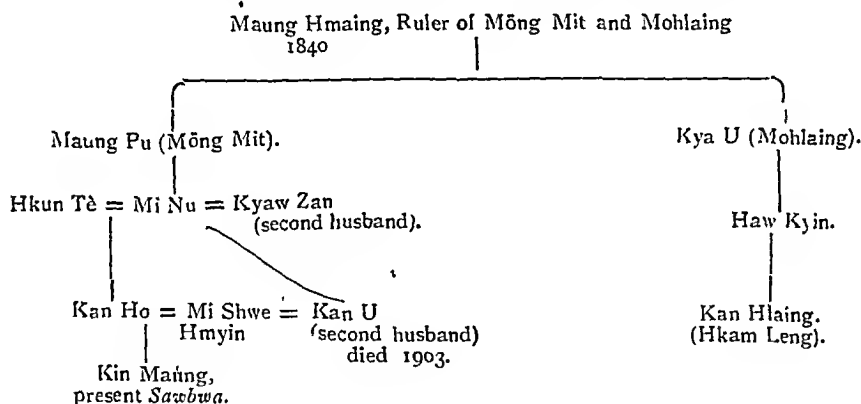 Maung Hmaing, Ruler of Möng Mit and Mohlaing
1840
Maung Pu (Möng Mit).
Kya U (Mohlaing).
Hkun Tè = Mi Nu = Kyaw Zan
(second husband).
Haw Kyin.
Kan Ho = Mi Shwe = Kan U
Hmyin
(second husband)
died 1903.
Kan Hlaing.
(Hkam Leng).
Kin Maung,
present Sawbwa.